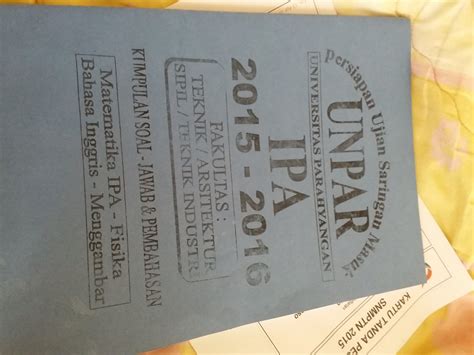 Persiapan Ujian Saringan Masuk
UNPAR
UNIVERSITAS PARAHYANGAN
IPA
2015 - 2016
FAKULTAS :
TEKNIK / ARSITEKTUR
SIPIL / TEKNIK INDUSTRI
KUMPULAN SOAL - JAWAB & PEMBAHASAN
Matematika IPA - Fisika
Bahasa Inggris - Menggambar
KARTU TANDA PE
SNMPTN 2015